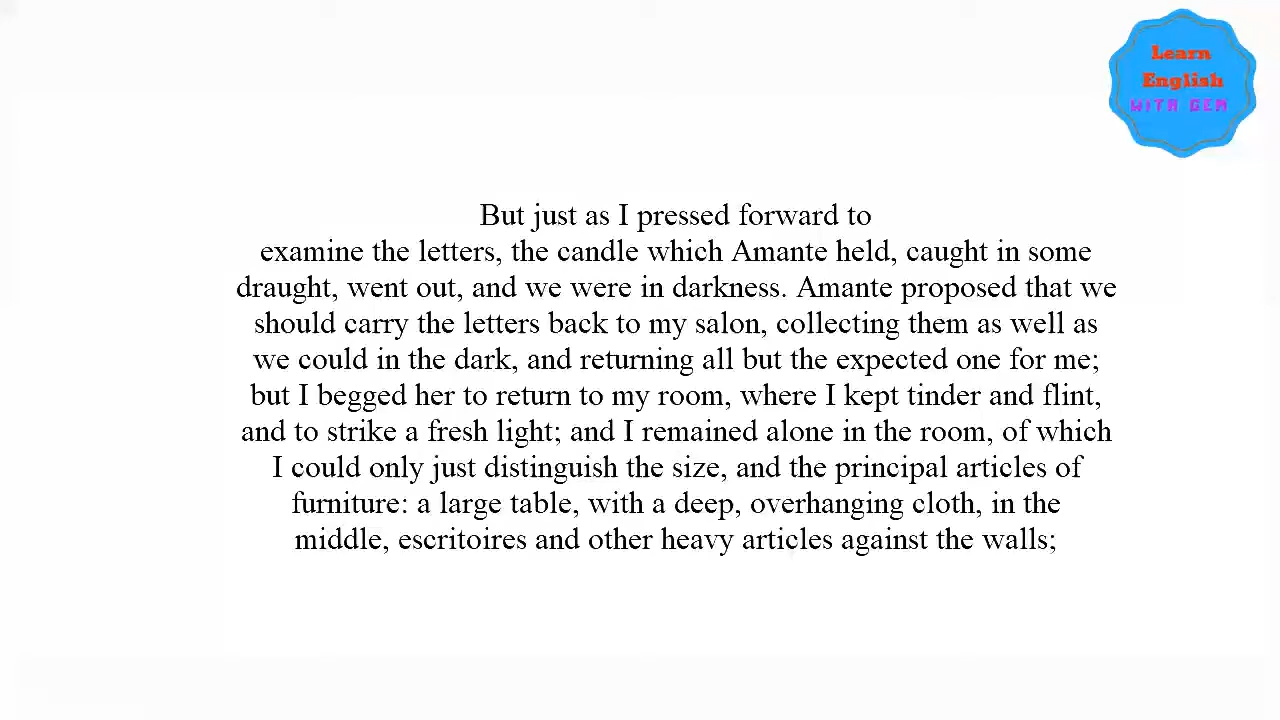 Learn
English
WITH GEM
But just as I pressed forward to
examine the letters, the candle which Amante held, caught in some
draught, went out, and we were in darkness. Amante proposed that we
should carry the letters back to my salon, collecting them as well as
we could in the dark, and returning all but the expected one for me;
but I begged her to return to my room, where I kept tinder and flint,
and to strike a fresh light; and I remained alone in the room, of which
I could only just distinguish the size, and the principal articles of
furniture: a large table, with a deep, overhanging cloth, in the
middle, escritoires and other heavy articles against the walls;